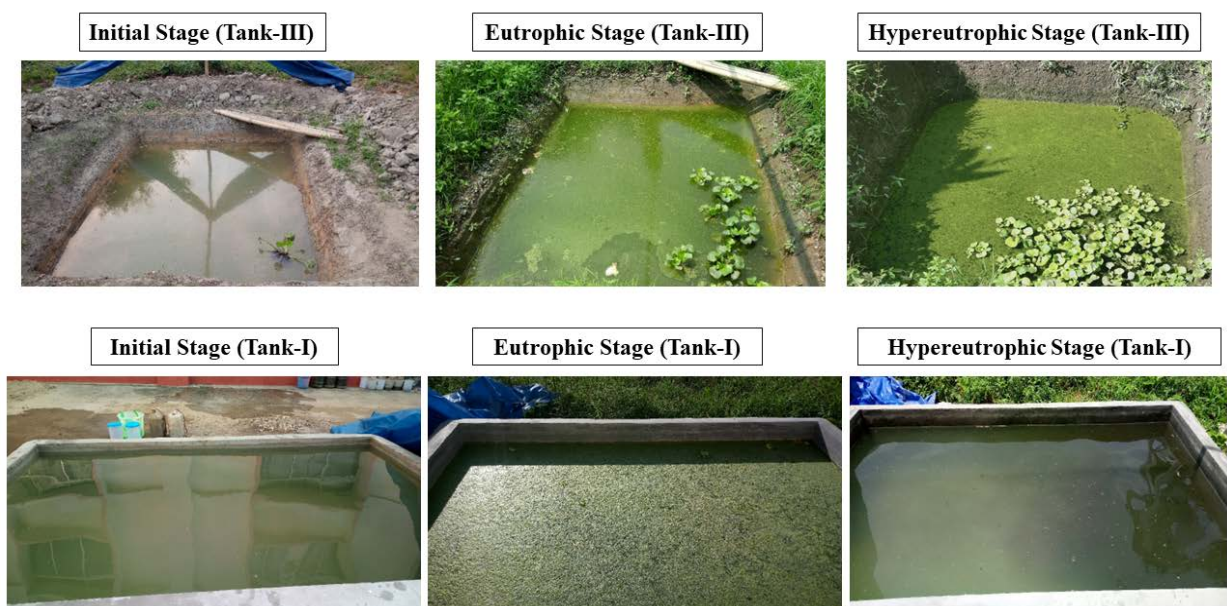 Initial Stage (Tank-III)
Eutrophic Stage (Tank-III)
Hypereutrophic Stage (Tank-III)
Initial Stage (Tank-I)
Eutrophic Stage (Tank-I)
Hypereutrophic Stage (Tank-I)